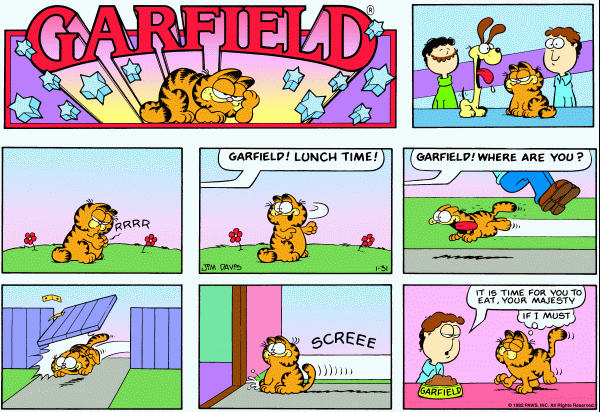 GARFIELD
®
RRRR
GARFIELD! LUNCH TIME!
JIM DAVIS
1-31
GARFIELD! WHERE ARE YOU?
SCREEE
IT IS TIME FOR YOU TO
EAT, YOUR MAJESTY
IF I MUST
GARFIELD
© 1982 PAWS, INC. All Rights Reserved.